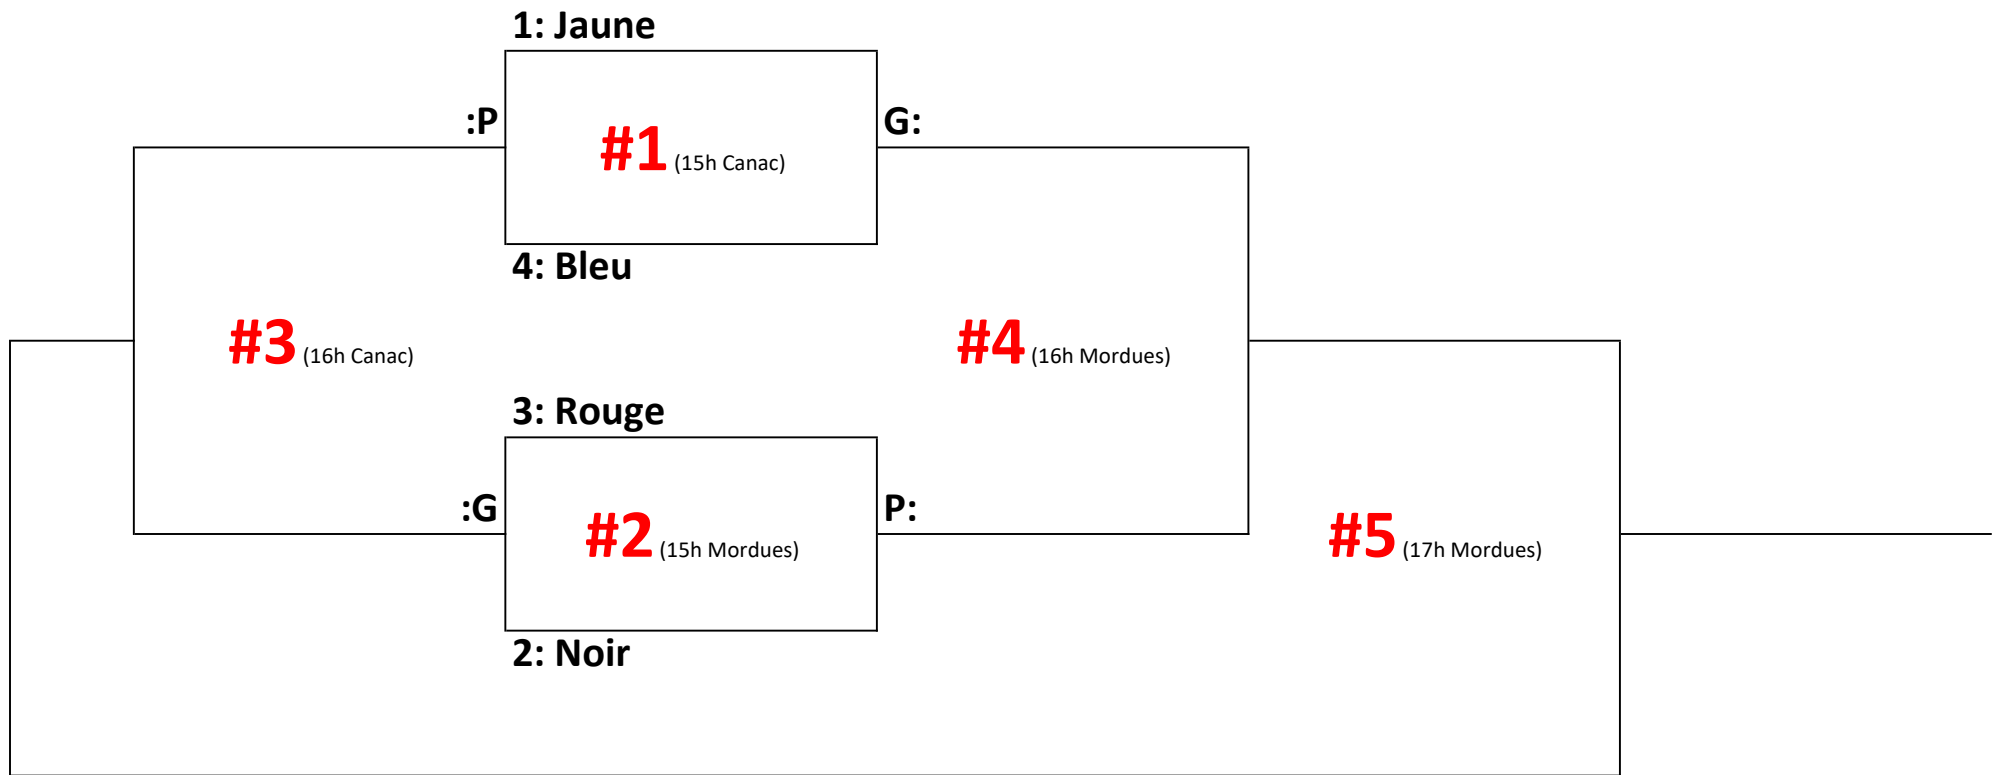 1: Jaune
:P
#1 (15h Canac)
G:
4: Bleu
#3 (16h Canac)
#4 (16h Mordues)
3: Rouge
:G
#2 (15h Mordues)
P:
#5 (17h Mordues)
2: Noir